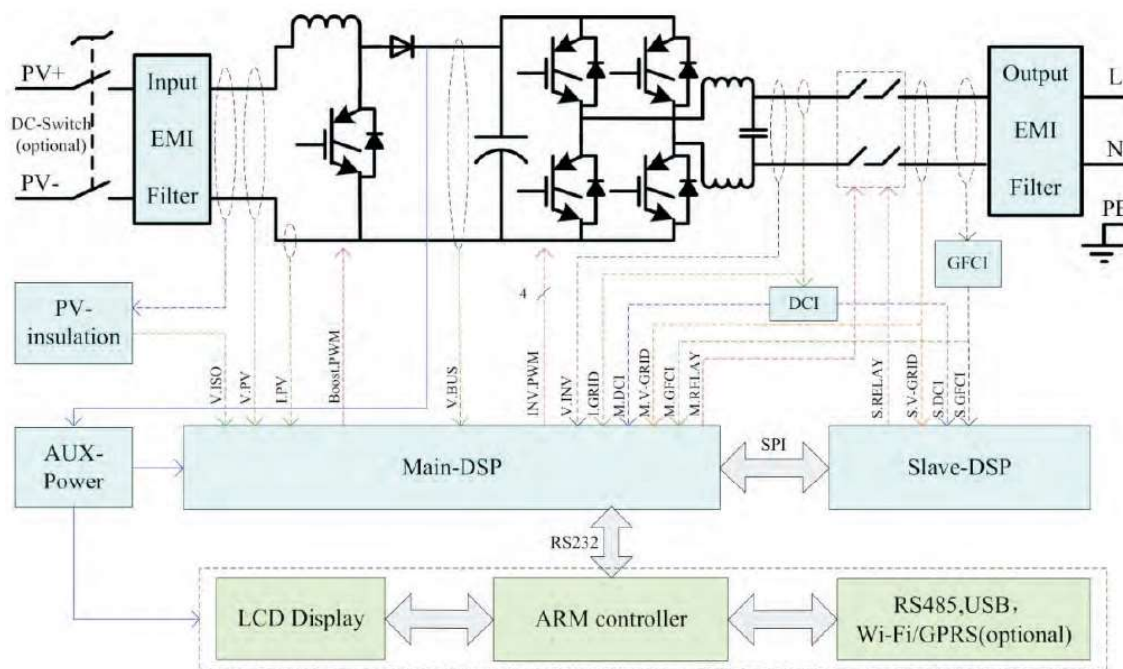 PV+
DC-Switch
(optional)
PV-
Input
EMI
Filter
Output
EMI
Filter
L
N
PE
GFCI
DCI
PV-
insulation
4
V.ISO
V.PV
I.PV
Boost.PWM
V.BUS
INV.PWM
V.INV
I.GRID
M.DCI
M.V-GRID
M.GFCI
M.RELAY
S.RELAY
S.V-GRID
S.DCI
S.GFCI
AUX-
Power
Main-DSP
SPI
Slave-DSP
RS232
LCD Display
ARM controller
RS485,USB，
Wi-Fi/GPRS(optional)